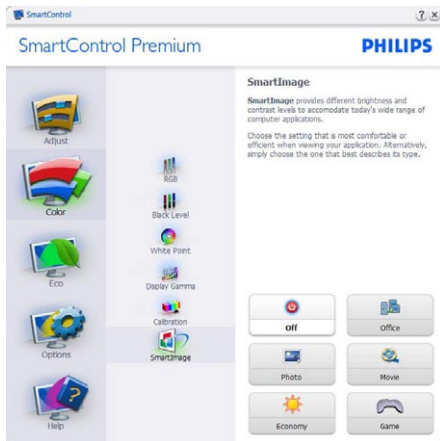 SmartControl
SmartControl Premium
PHILIPS
Adjust
Color
Eco
Options
Help
RGB
Black Level
White Point
Display Gamma
Calibration
SmartImage
SmartImage
SmartImage provides different brightness and
contrast levels to accomodate today's wide range of
computer applications.
Choose the setting that is most comfortable or
efficient when viewing your application. Alternatively,
simply choose the one that best describes its type.
Off
Office
Photo
Movie
Economy
Game